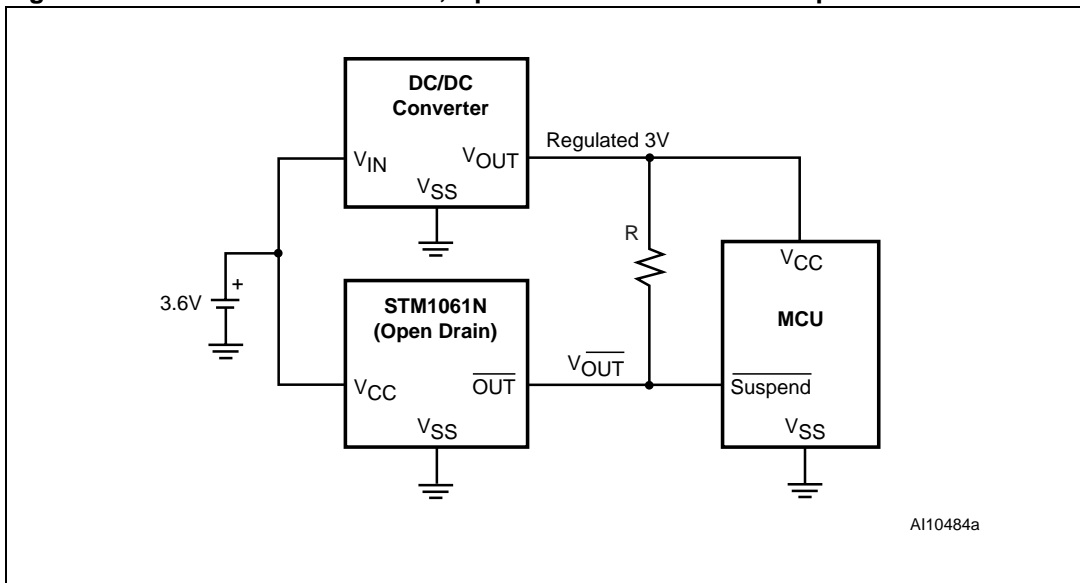 DC/DC
Converter
Regulated 3V
VIN
VOUT
VSS
R
+
3.6V
VCC
MCU
STM1061N
(Open Drain)
VOUT
VCC
OUT
Suspend
VSS
VSS
AI10484a